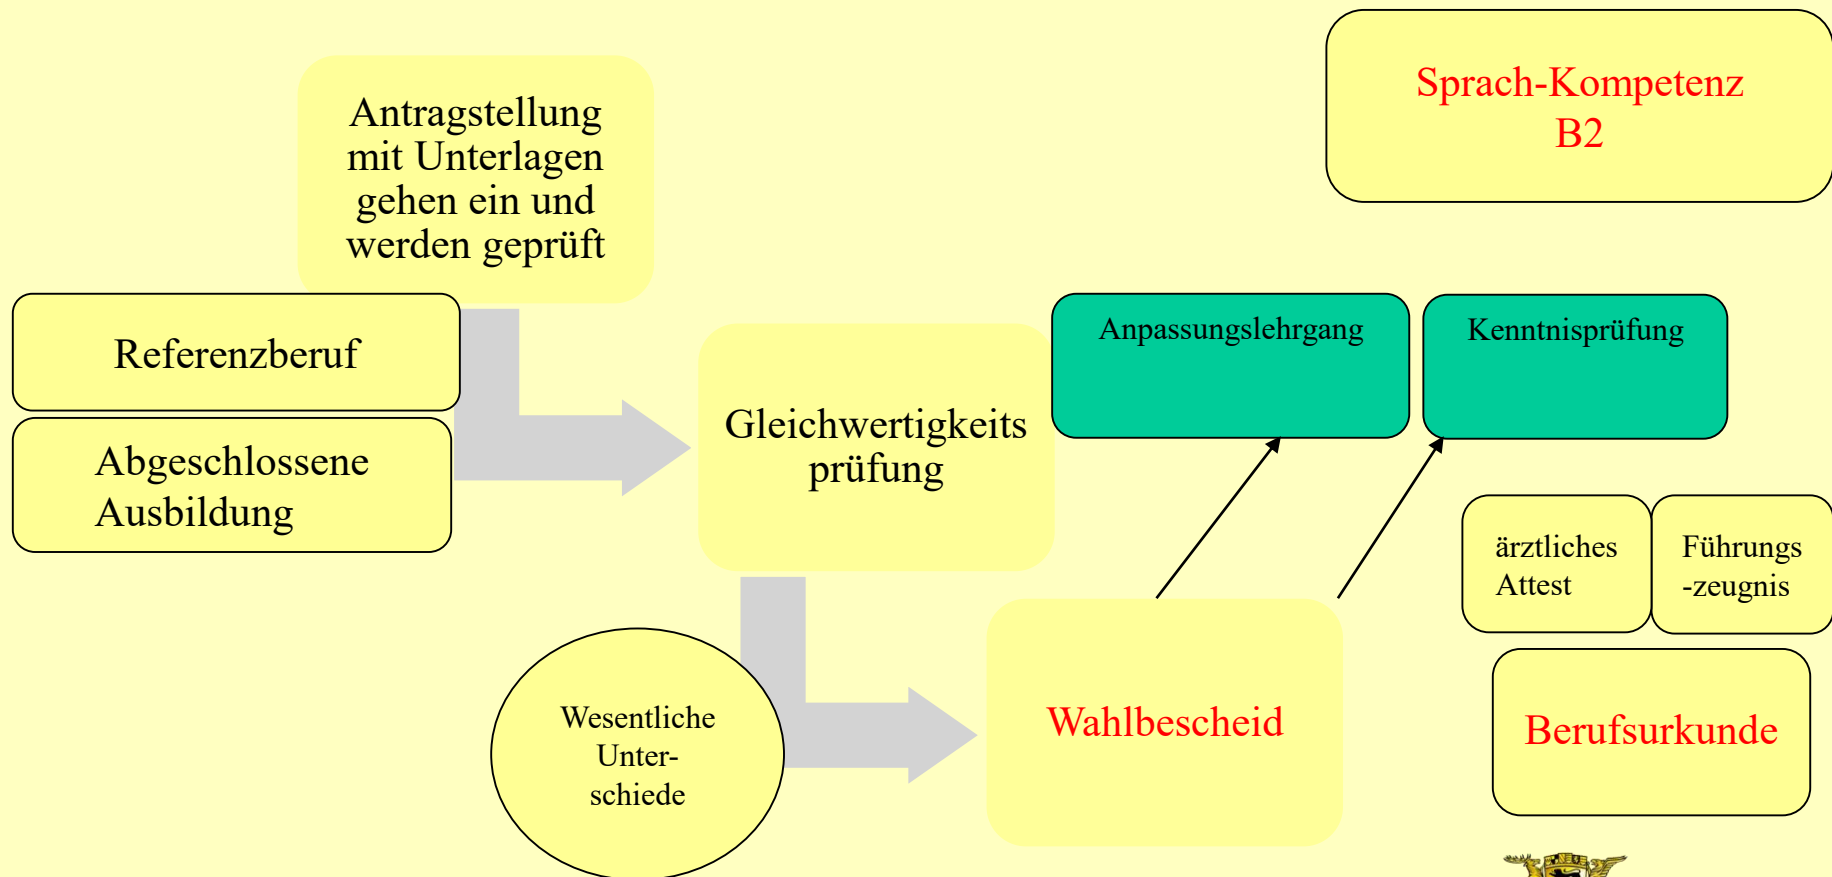 Antragstellung
mit Unterlagen
gehen ein und
werden geprüft
Sprach-Kompetenz
B2
Referenzberuf
Abgeschlossene
Ausbildung
Gleichwertigkeits
prüfung
Anpassungslehrgang
Kenntnisprüfung
ärztliches
Attest
Führungs
-zeugnis
Wesentliche
Unter-
schiede
Wahlbescheid
Berufsurkunde